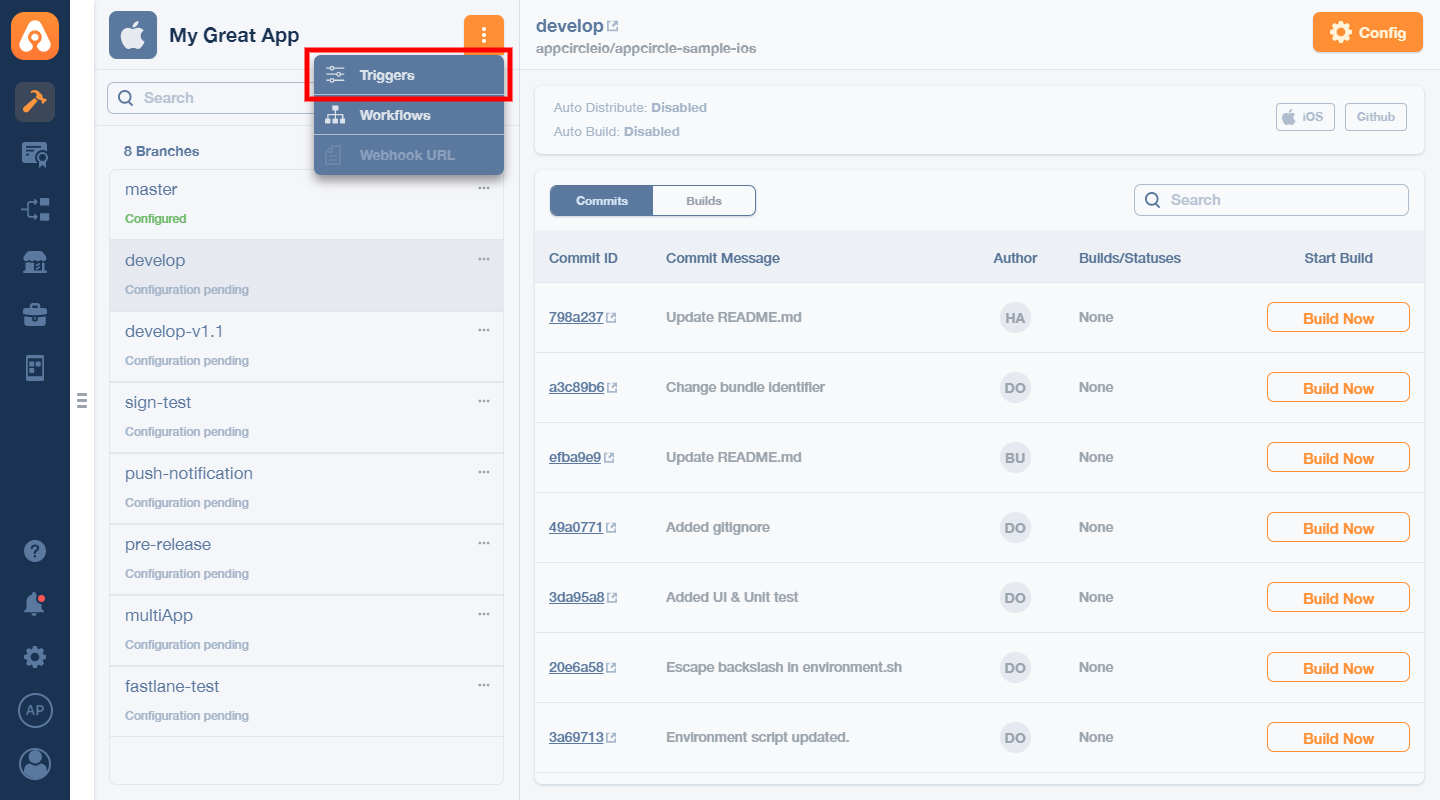 My Great App
Triggers
Workflows
Webhook URL
Search
8 Branches
master
Configured
develop
Configuration pending
develop-v1.1
Configuration pending
sign-test
Configuration pending
push-notification
Configuration pending
pre-release
Configuration pending
multiApp
Configuration pending
fastlane-test
Configuration pending
AP
develop
appcircleio/appcircle-sample-ios
Config
Auto Distribute: Disabled
Auto Build: Disabled
iOS
Github
Commits Builds
Search
Commit ID Commit Message Author Builds/Statuses Start Build
798a237 Update README.md HA None Build Now
a3c89b6 Change bundle identifier DO None Build Now
efba9e9 Update README.md BU None Build Now
49a0771 Added gitignore DO None Build Now
3da95a8 Added UI & Unit test DO None Build Now
20e6a58 Escape backslash in environment.sh DO None Build Now
3a69713 Environment script updated. DO None Build Now